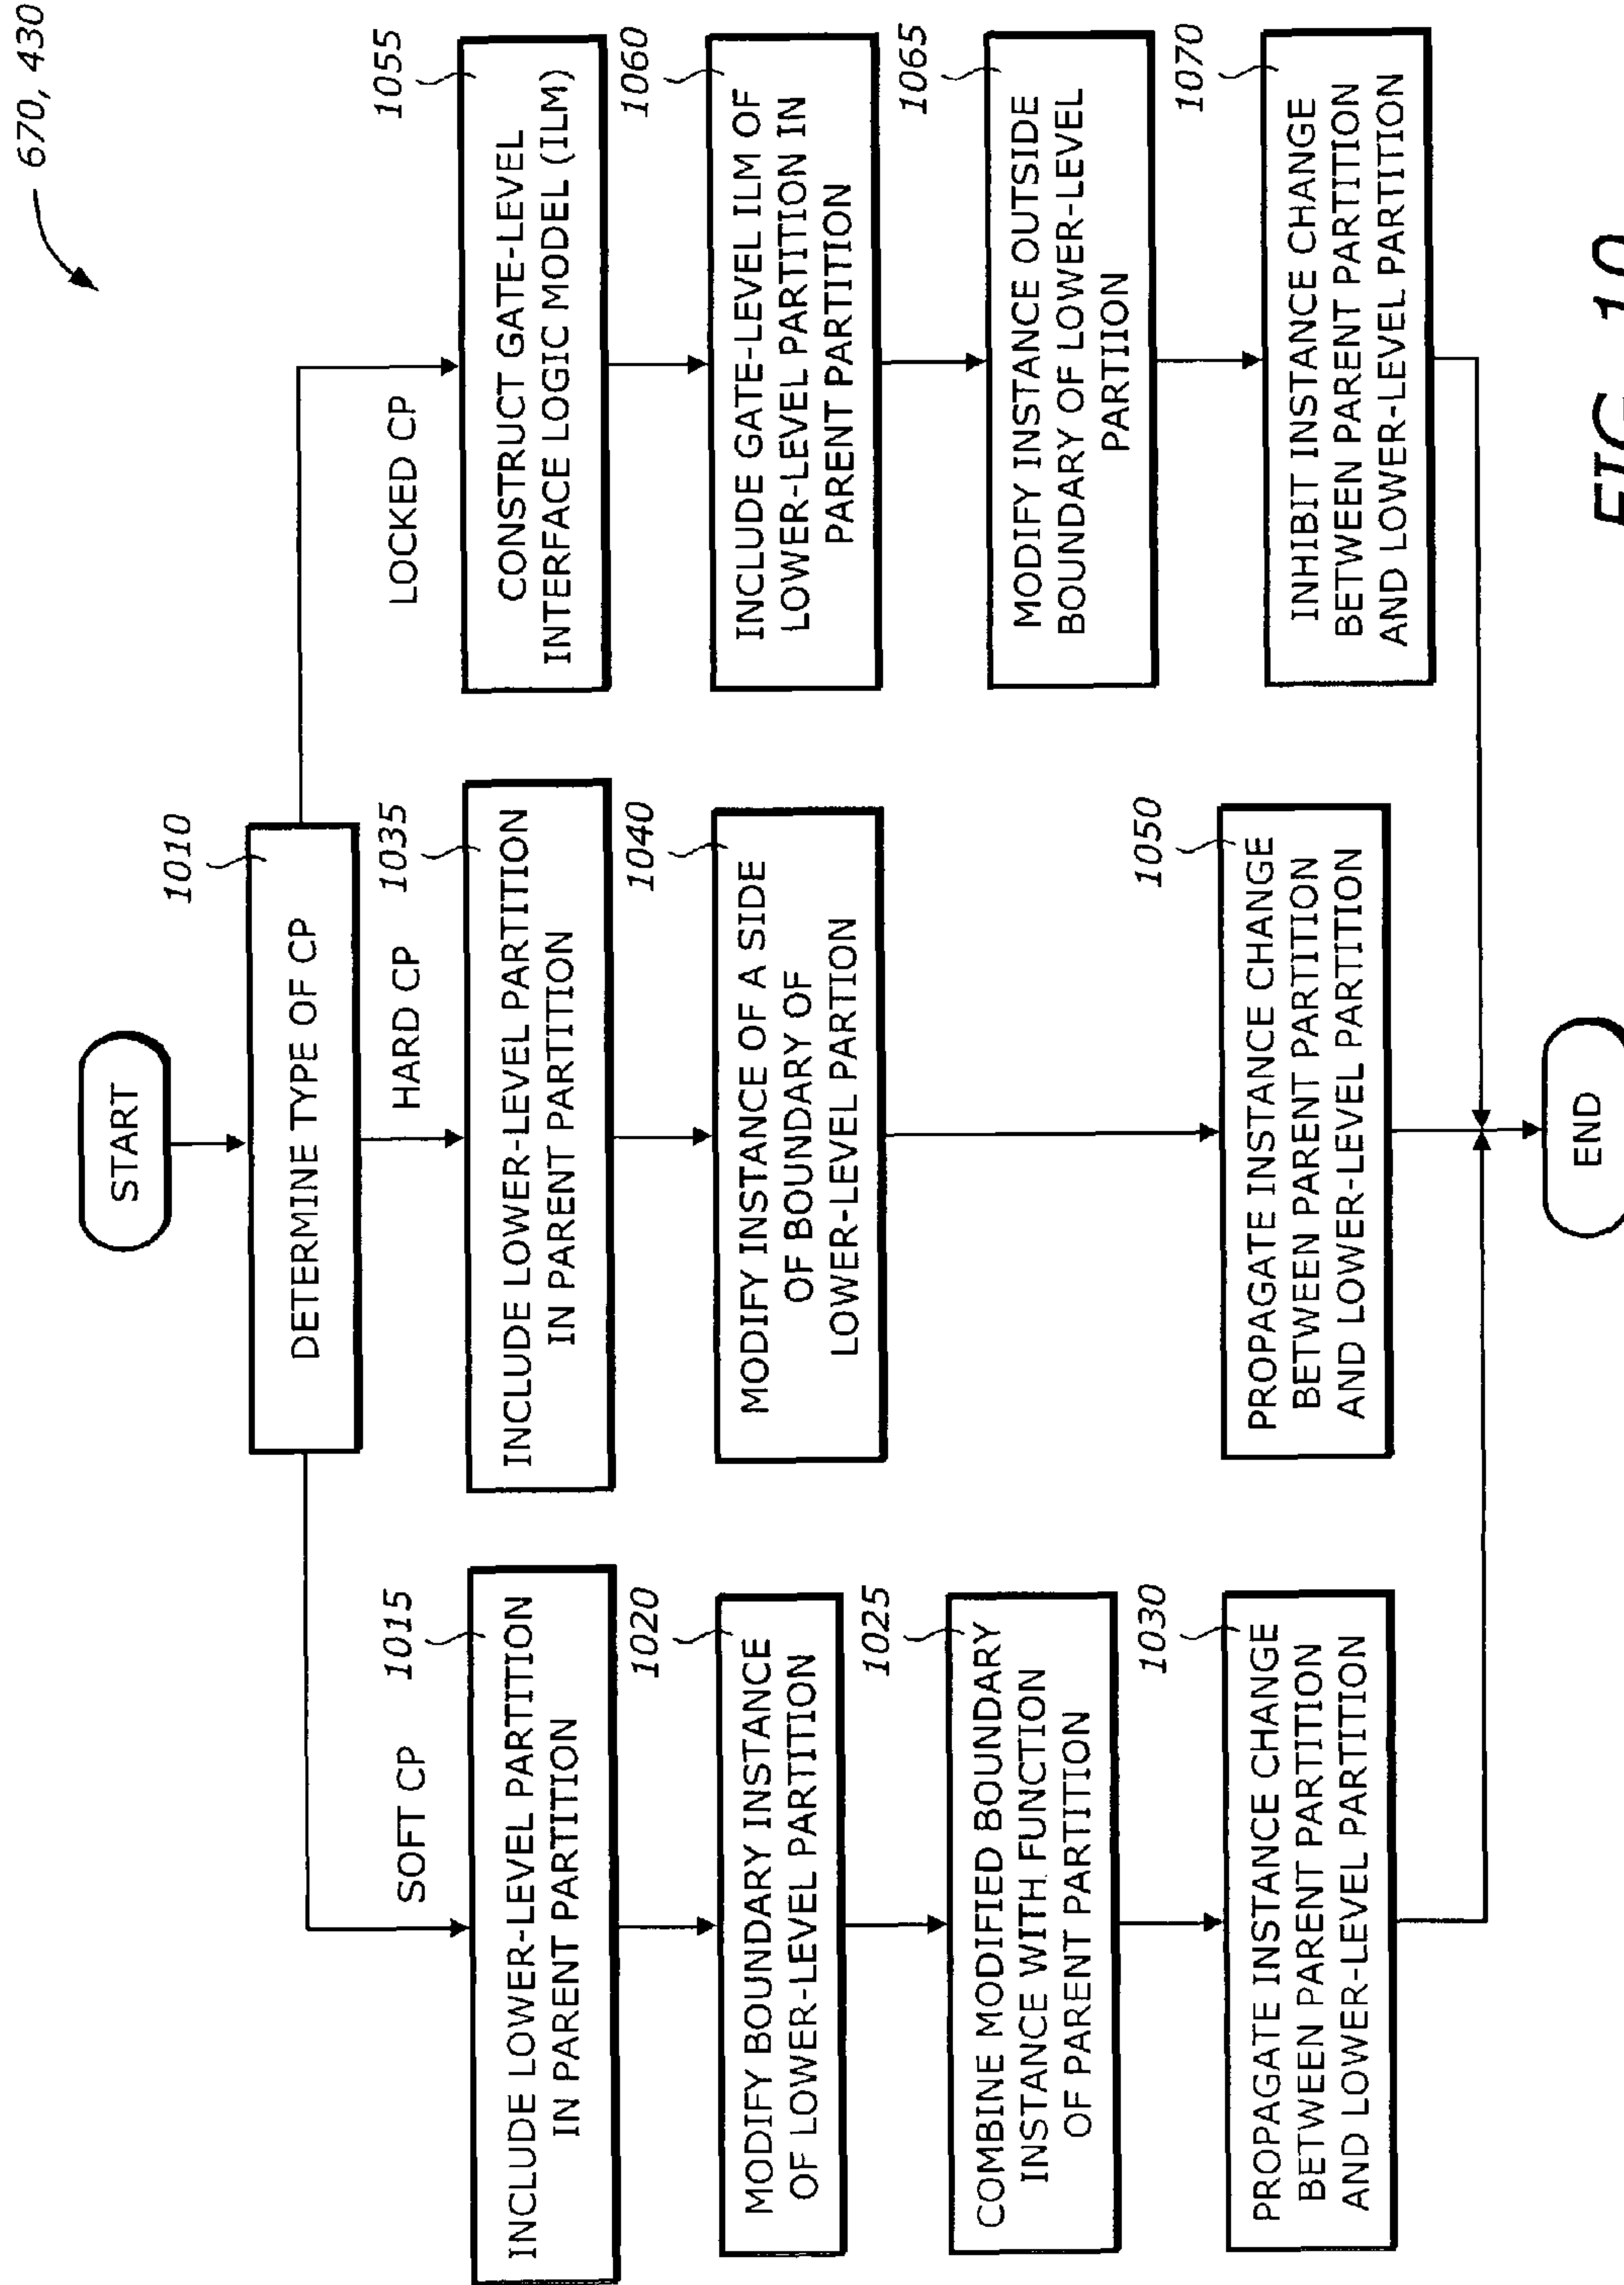 670, 430
START
1010
DETERMINE TYPE OF CP
SOFT CP
1015
INCLUDE LOWER-LEVEL PARTITION
IN PARENT PARTITION
1020
MODIFY BOUNDARY INSTANCE
OF LOWER-LEVEL PARTITION
1025
COMBINE MODIFIED BOUNDARY
INSTANCE WITH FUNCTION
OF PARENT PARTITION
1030
PROPAGATE INSTANCE CHANGE
BETWEEN PARENT PARTITION
AND LOWER-LEVEL PARTITION
HARD CP
1035
INCLUDE LOWER-LEVEL PARTITION
IN PARENT PARTITION
1040
MODIFY INSTANCE OF A SIDE
OF BOUNDARY OF
LOWER-LEVEL PARTION
1050
PROPAGATE INSTANCE CHANGE
BETWEEN PARENT PARTITION
AND LOWER-LEVEL PARTITION
LOCKED CP
1055
CONSTRUCT GATE-LEVEL
INTERFACE LOGIC MODEL (ILM)
1060
INCLUDE GATE-LEVEL ILM OF
LOWER-LEVEL PARTITION IN
PARENT PARTITION
1065
MODIFY INSTANCE OUTSIDE
BOUNDARY OF LOWER-LEVEL
PARTIION
1070
INHIBIT INSTANCE CHANGE
BETWEEN PARENT PARTITION
AND LOWER-LEVEL PARTITION
END
FIG. 10